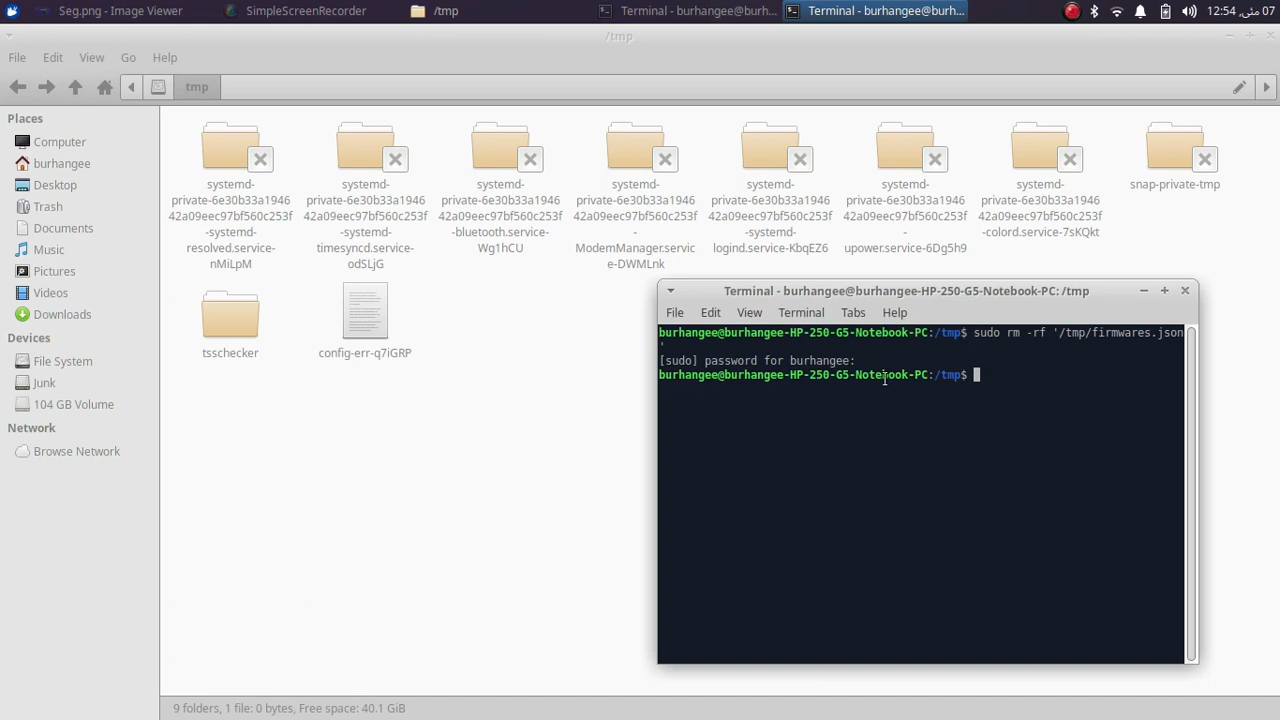 Seg.png - Image Viewer
SimpleScreenRecorder
/tmp
Terminal - burhangee@burh...
Terminal - burhangee@burh...
07 مئی, 12:54
/tmp
File Edit View Go Help
tmp
Places
Computer
burhangee
Desktop
Trash
Documents
Music
Pictures
Videos
Downloads
Devices
File System
Junk
104 GB Volume
Network
Browse Network
systemd-
private-6e30b33a1946
42a09eec97bf560c253f
-systemd-
resolved.service-
nMiLpM
systemd-
private-6e30b33a1946
42a09eec97bf560c253f
-systemd-
timesyncd.service-
odSLjG
systemd-
private-6e30b33a1946
42a09eec97bf560c253f
-bluetooth.service-
Wg1hCU
systemd-
private-6e30b33a1946
42a09eec97bf560c253f
-
ModemManager.servic
e-DWMLnk
systemd-
private-6e30b33a1946
42a09eec97bf560c253f
-systemd-
logind.service-KbqEZ6
systemd-
private-6e30b33a1946
42a09eec97bf560c253f
-
upower.service-6Dg5h9
systemd-
private-6e30b33a1946
42a09eec97bf560c253f
-colord.service-7sKQkt
snap-private-tmp
tsschecker
config-err-q7iGRP
Terminal - burhangee@burhangee-HP-250-G5-Notebook-PC: /tmp
File Edit View Terminal Tabs Help
burhangee@burhangee-HP-250-G5-Notebook-PC:/tmp$ sudo rm -rf '/tmp/firmwares.json
'
[sudo] password for burhangee:
burhangee@burhangee-HP-250-G5-Notebook-PC:/tmp$
9 folders, 1 file: 0 bytes, Free space: 40.1 GiB